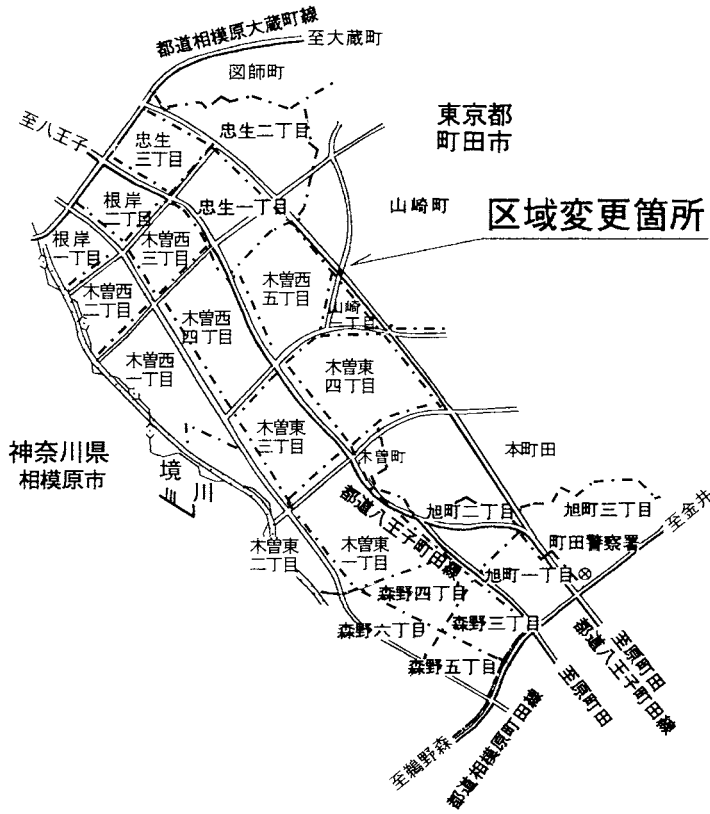 都道相模原大蔵町線
至大蔵町
図師町
至八王子
忠生
三丁目
忠生二丁目
東京都
町田市
根岸
二丁目
忠生一丁目
山崎町
区域変更箇所
根岸
一丁目
木曽西
三丁目
木曽西
五丁目
木曽西
二丁目
木曽西
四丁目
山崎
一丁目
木曽西
一丁目
木曽東
四丁目
木曽東
三丁目
神奈川県
相模原市
境川
木曽町
本町田
都道八王子町田線
旭町二丁目
旭町三丁目
至金井
町田警察署
木曽東
二丁目
木曽東
一丁目
旭町一丁目
森野四丁目
森野六丁目
森野三丁目
森野五丁目
至原町田
都道八王子町田線
至原町田
至鵜野森
都道相模原町田線